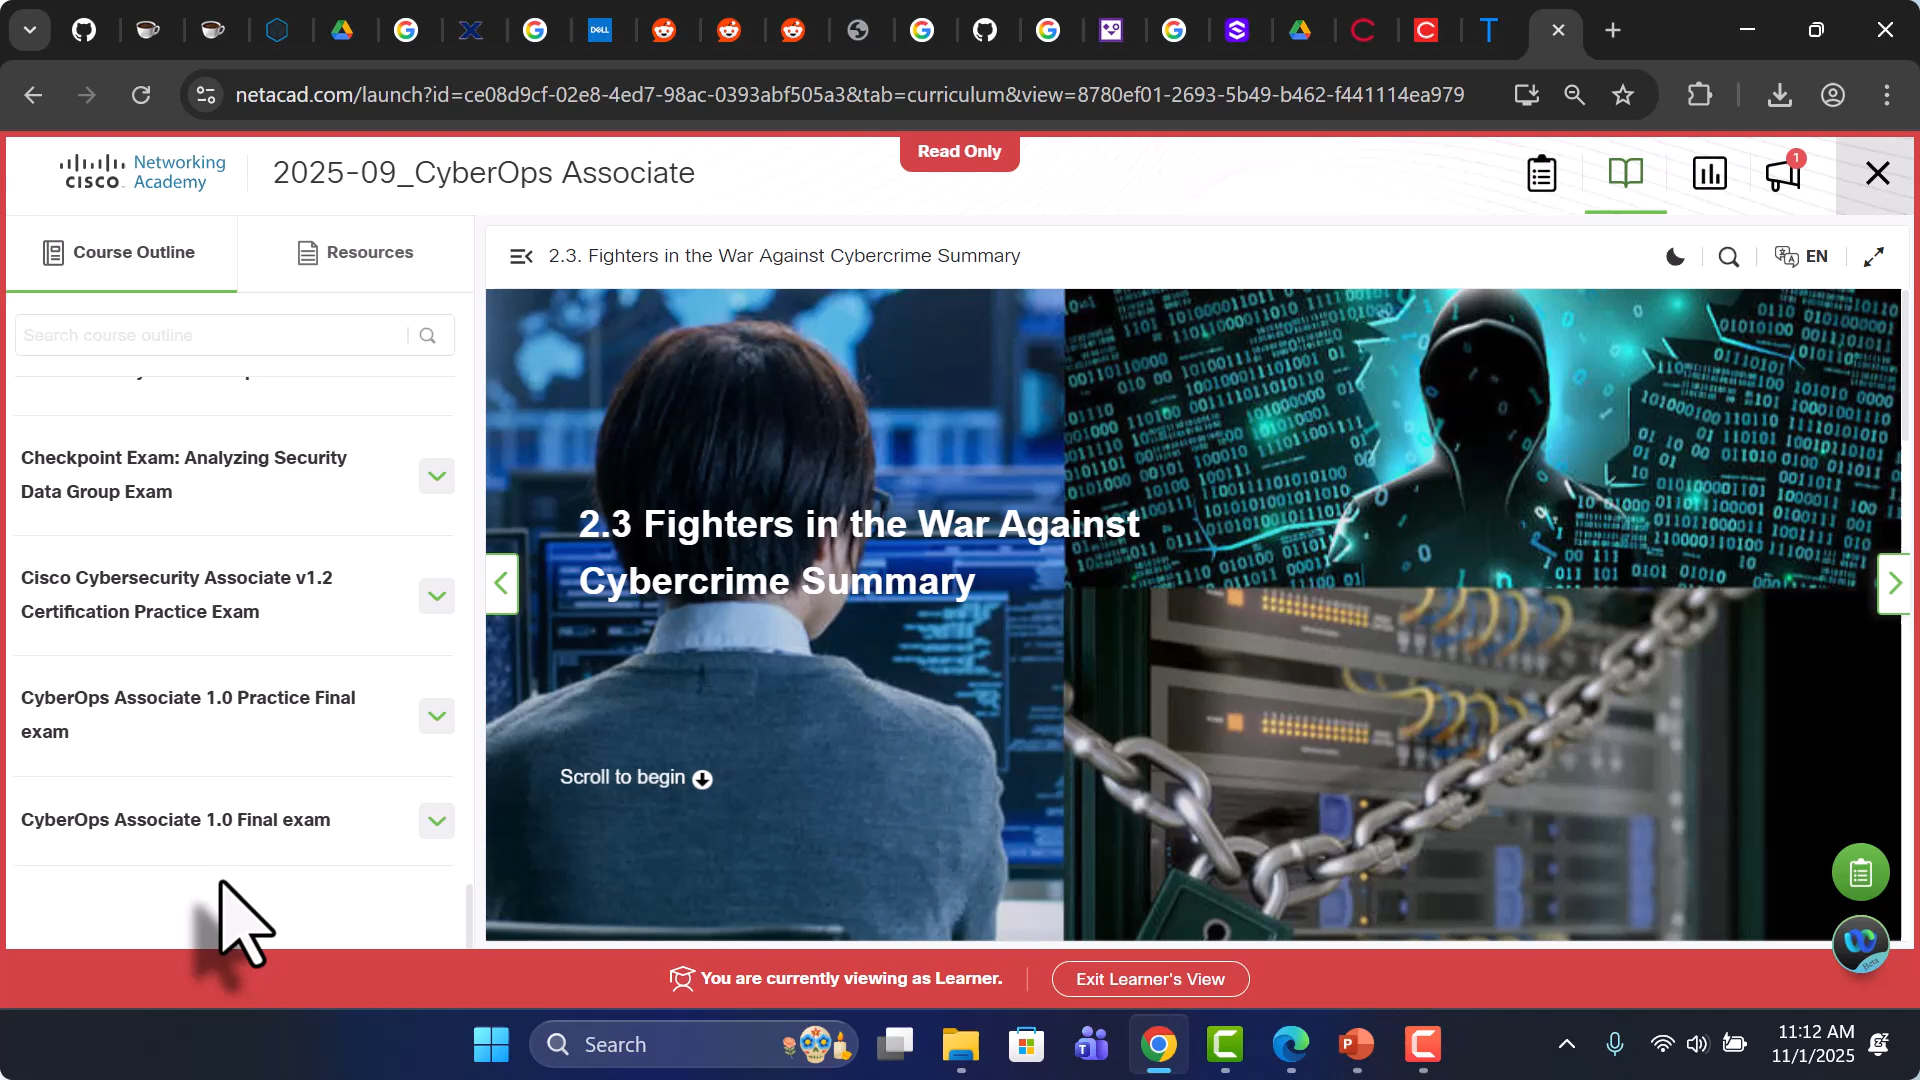 netacad.com/launch?id=ce08d9cf-02e8-4ed7-98ac-0393abf505a3&tab=curriculum&view=8780ef01-2693-5b49-b462-f441114ea979
Read Only
CISCO Networking Academy
2025-09_CyberOps Associate
1
Course Outline
Resources
2.3. Fighters in the War Against Cybercrime Summary
EN
Search course outline
Checkpoint Exam: Analyzing Security
Data Group Exam
Cisco Cybersecurity Associate v1.2
Certification Practice Exam
CyberOps Associate 1.0 Practice Final
exam
CyberOps Associate 1.0 Final exam
2.3 Fighters in the War Against
Cybercrime Summary
Scroll to begin
Beta
You are currently viewing as Learner.
Exit Learner's View
Search
11:12 AM
11/1/2025